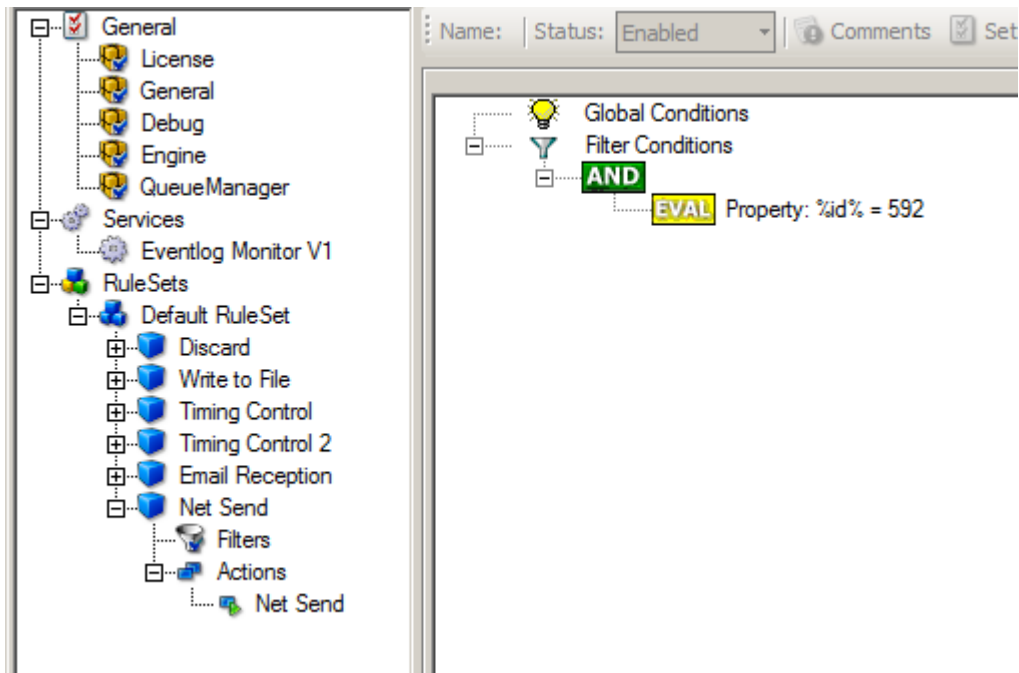 General
License
General
Debug
Engine
QueueManager
Services
Eventlog Monitor V1
RuleSets
Default RuleSet
Discard
Write to File
Timing Control
Timing Control 2
Email Reception
Net Send
Filters
Actions
Net Send
Name: Status: Enabled Comments Set
Global Conditions
Filter Conditions
AND
EVAL Property: %id% = 592